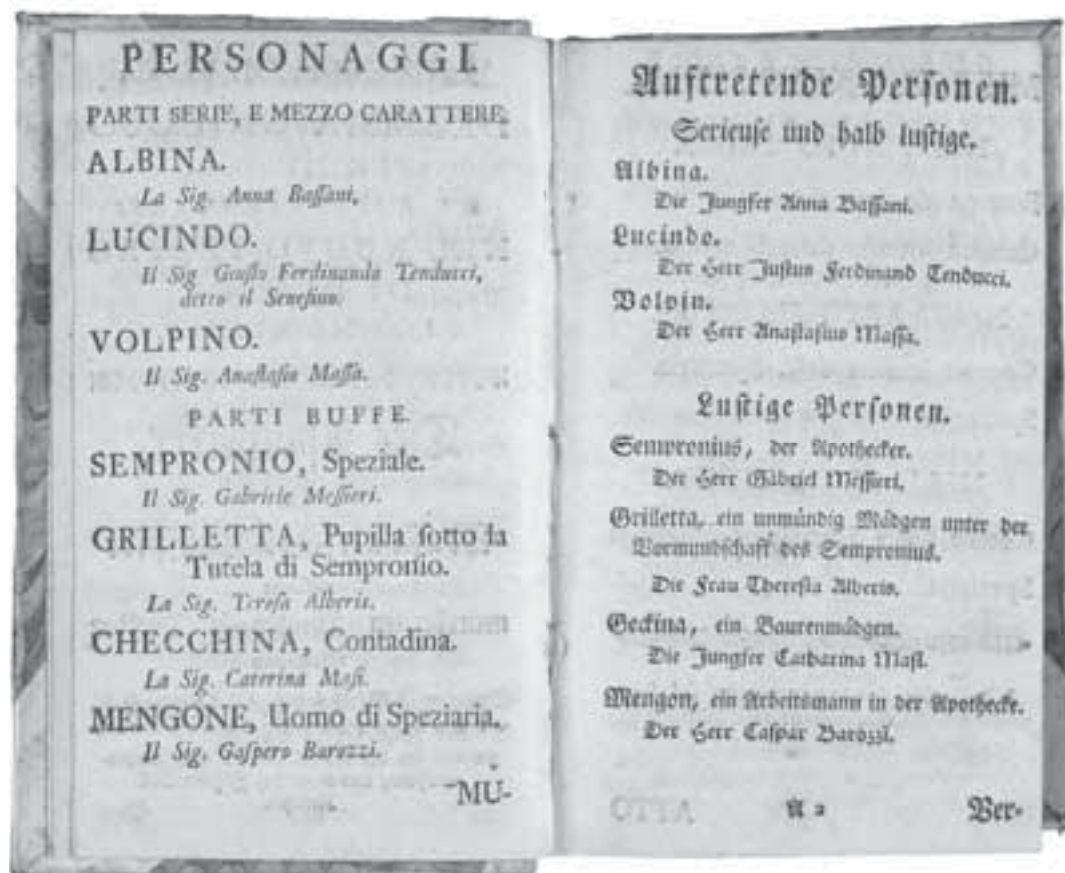 PERSONAGGI.
PARTI SERIE, E MEZZO CARATTERE.
ALBINA.
La Sig. Anna Baſſani.
LUCINDO.
Il Sig Giuſto Ferdinando Tenducci,
detto il Seneſino.
VOLPINO.
Il Sig. Anaſtaſio Maſſa.
PARTI BUFFE.
SEMPRONIO, Speziale.
Il Sig. Gabriele Meſſieri.
GRILLETTA, Pupilla ſotto la
Tutela di Sempronio.
La Sig. Tereſa Alberis.
CHECCHINA, Contadina.
La Sig. Caterina Maſi.
MENGONE, Uomo di Speziaria.
Il Sig. Gaſpero Barozzi.
MU-
Auftretende Perſonen.
Serieuſe und halb luſtige.
Albina.
Die Jungfer Anna Baſſani.
Lucindo.
Der Herr Juſtus Ferdinand Tenducci.
Volpin.
Der Herr Anaſtaſius Maſſa.
Luſtige Perſonen.
Sempronius, der Apothecker.
Der Herr Gabriel Meſſieri.
Grilletta, ein unmündig Mädgen unter der
Vormundſchaft des Sempronius.
Die Frau Thereſia Alberis.
Geckina, ein Baurenmädgen.
Die Jungfer Catharina Maſi.
Mengon, ein Arbeitsmann in der Apothecke.
Der Herr Caſpar Barozzi.
A 2
Ver-